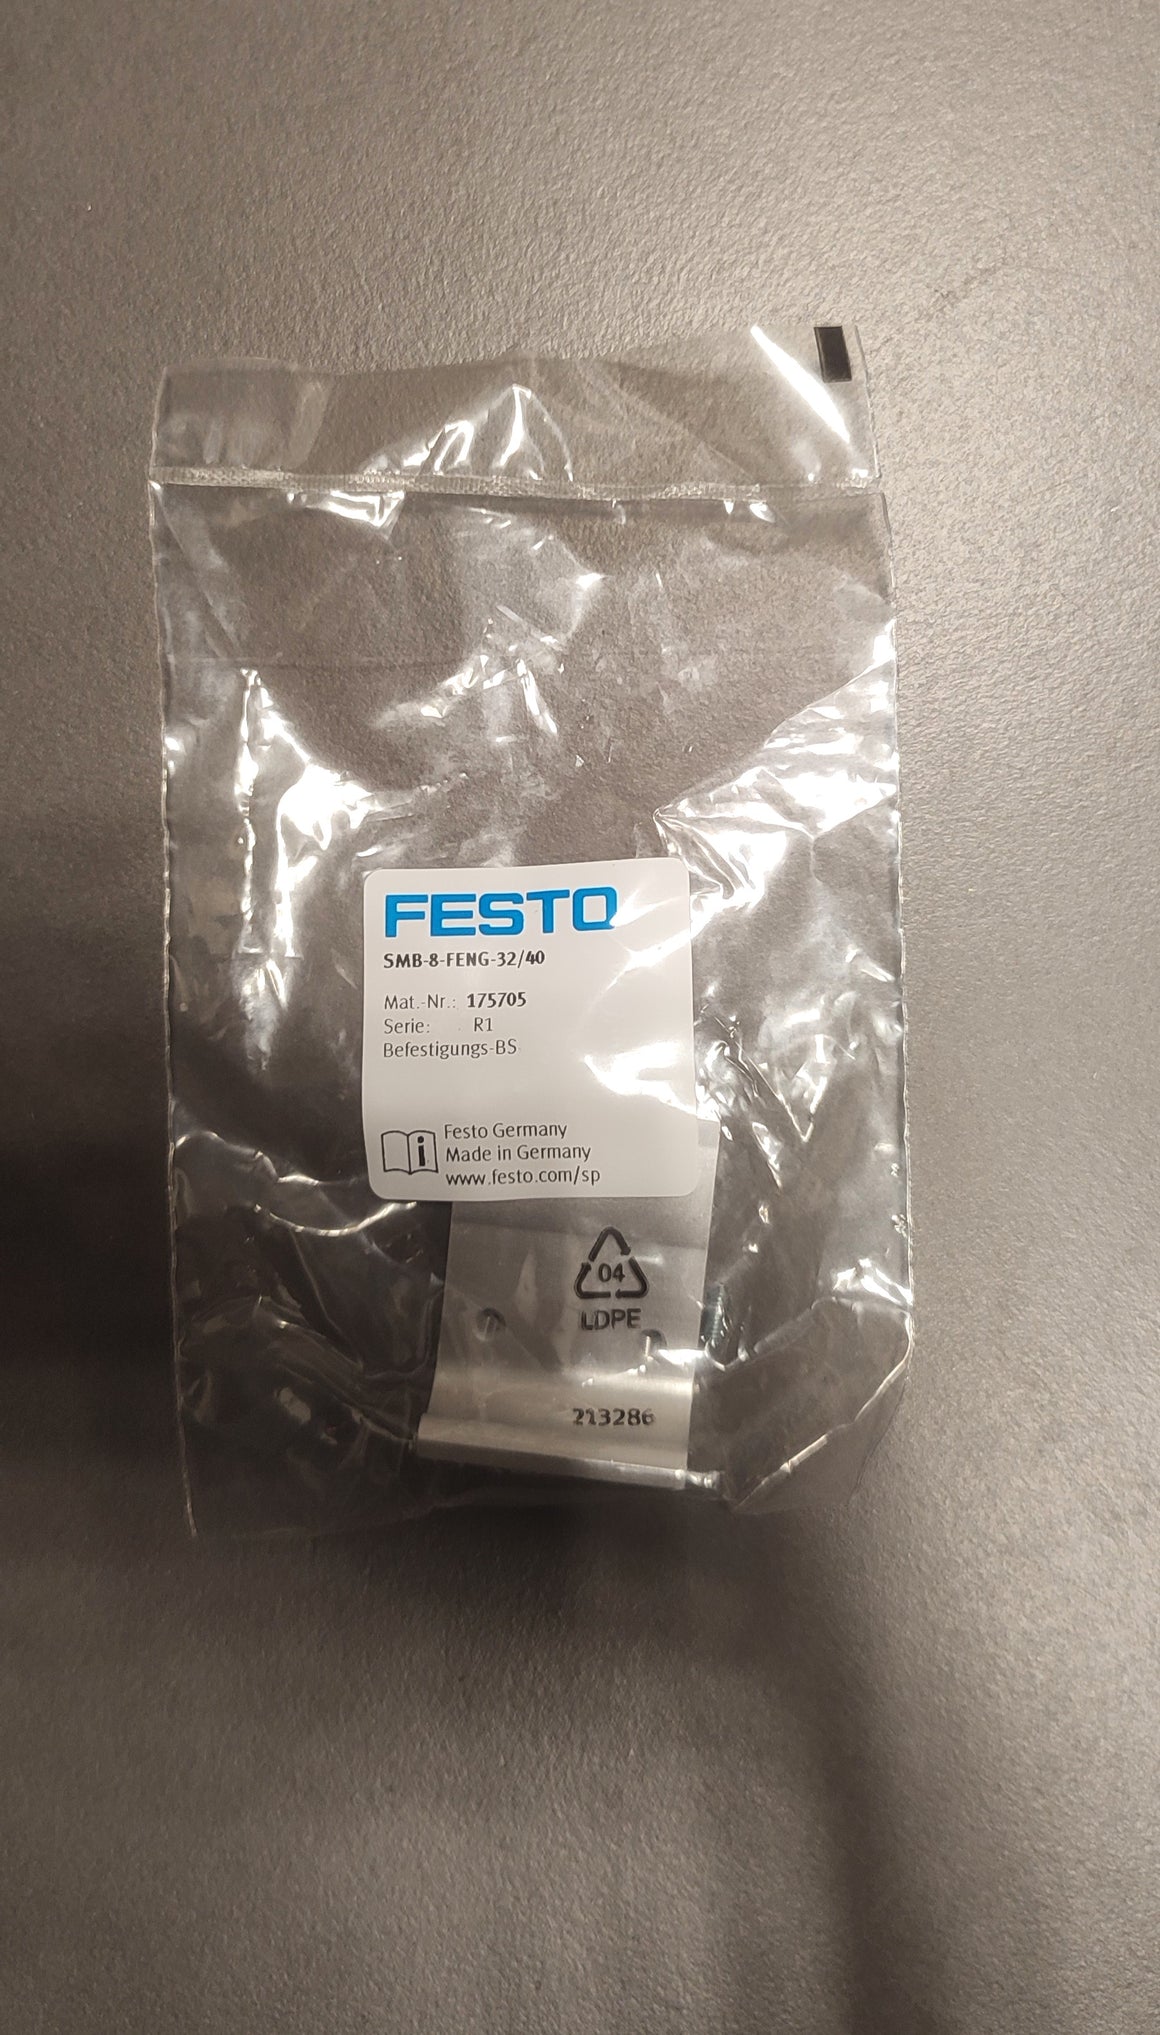 FESTO
SMB-8-FENG-32/40
Mat.-Nr.: 175705
Serie: R1
Befestigungs-BS
Festo Germany
i Made in Germany
www.festo.com/sp
04
LDPE
213286